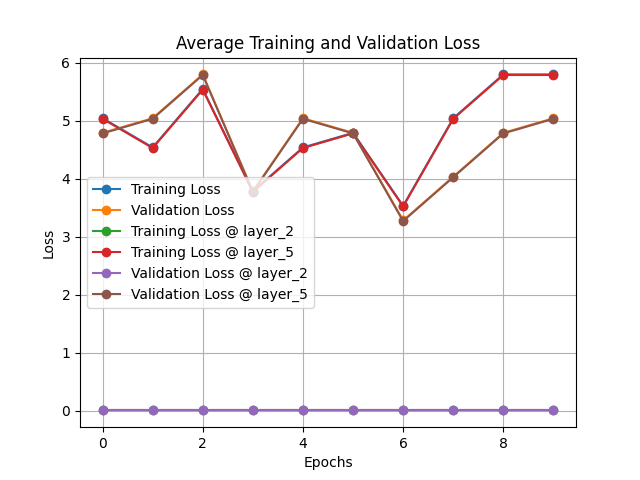 Average Training and Validation Loss
6
5
4
3
2
1
0
Loss
Training Loss
Validation Loss
Training Loss @ layer_2
Training Loss @ layer_5
Validation Loss @ layer_2
Validation Loss @ layer_5
0 2 4 6 8
Epochs